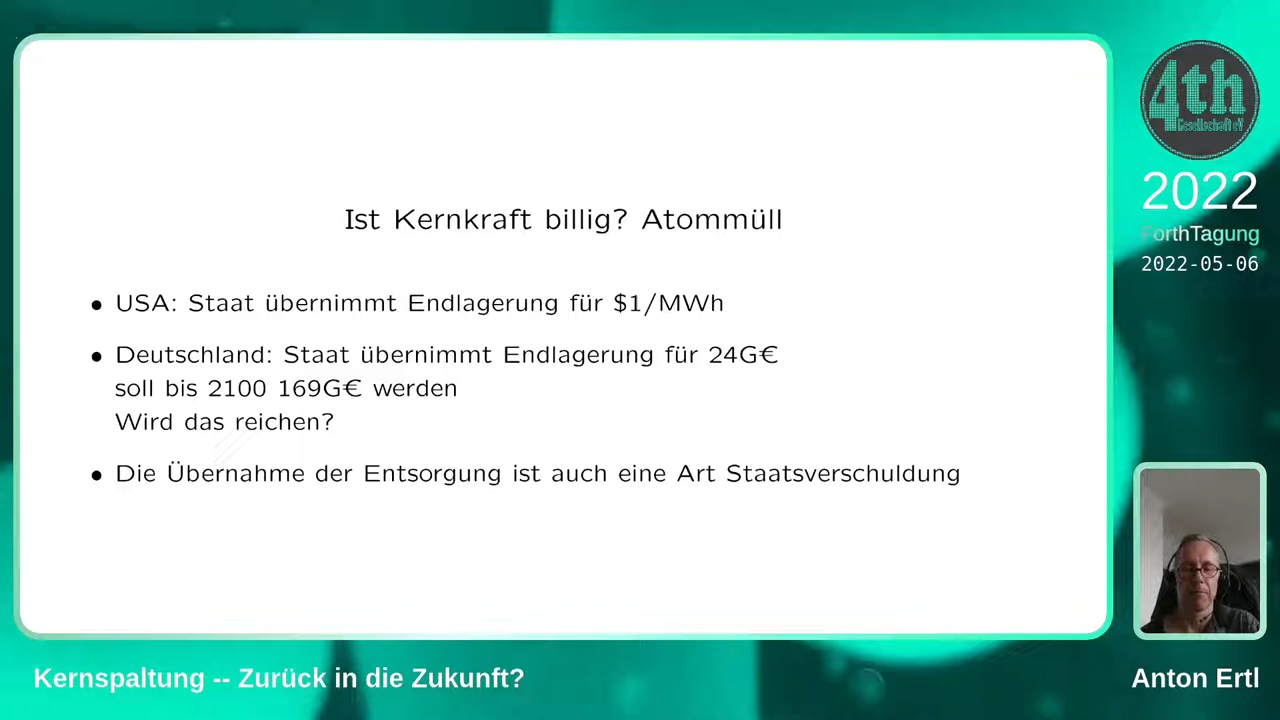 Ist Kernkraft billig? Atommüll
• USA: Staat übernimmt Endlagerung für $1/MWh
• Deutschland: Staat übernimmt Endlagerung für 24G€
soll bis 2100 169G€ werden
Wird das reichen?
• Die Übernahme der Entsorgung ist auch eine Art Staatsverschuldung
4th
Gesellschaft eV
2022
ForthTagung
2022-05-06
Kernspaltung -- Zurück in die Zukunft?
Anton Ertl